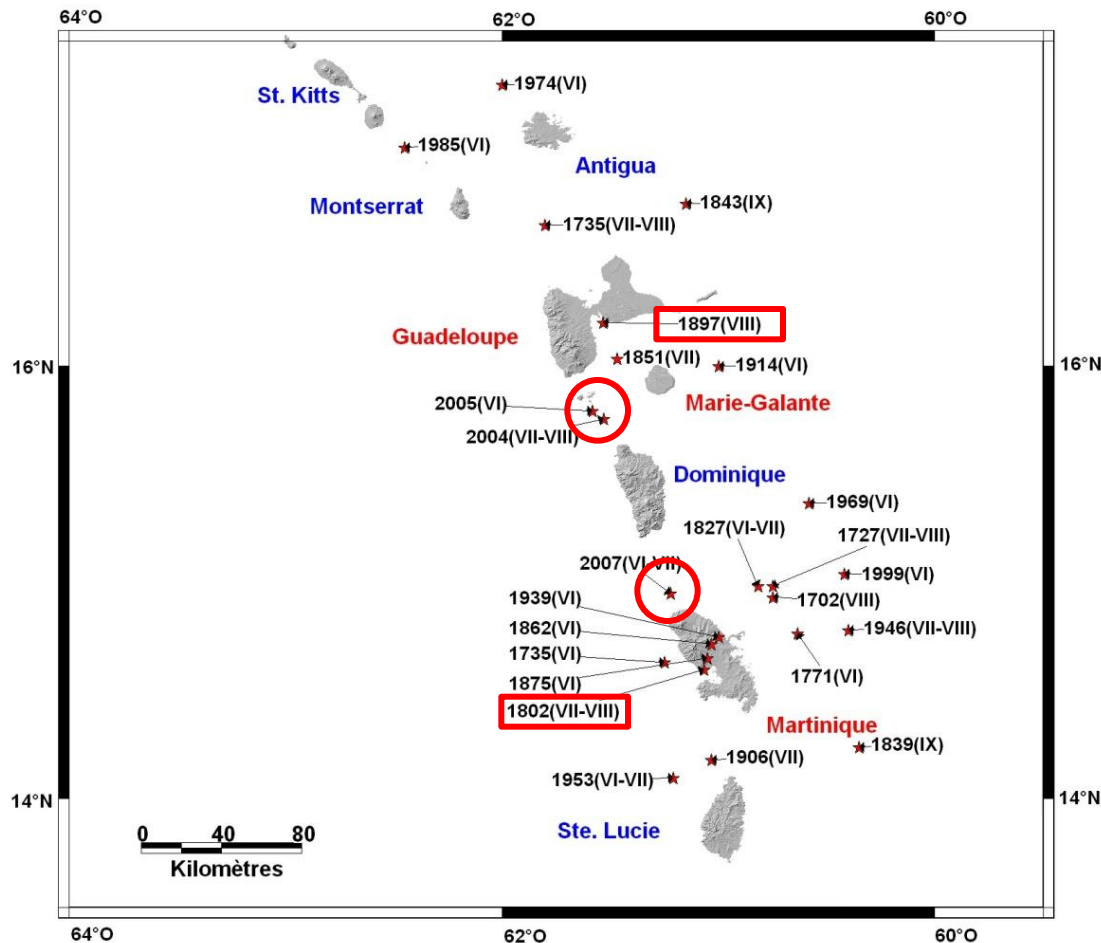 64°O
62°O
60°O
1974(VI)
St. Kitts
1985(VI)
Antigua
Montserrat
1843(IX)
1735(VII-VIII)
1897(VIII)
Guadeloupe
1851(VII)
1914(VI)
16°N
16°N
2005(VI)
Marie-Galante
2004(VII-VIII)
Dominique
1969(VI)
1827(VI-VII)
1727(VII-VIII)
2007(VI-VII)
1999(VI)
1939(VI)
1702(VIII)
1862(VI)
1946(VII-VIII)
1735(VI)
1771(VI)
1875(VI)
1802(VII-VIII)
Martinique
1839(IX)
1906(VII)
1953(VI-VII)
14°N
14°N
Ste. Lucie
0 40 80
Kilomètres
64°O
62°O
60°O